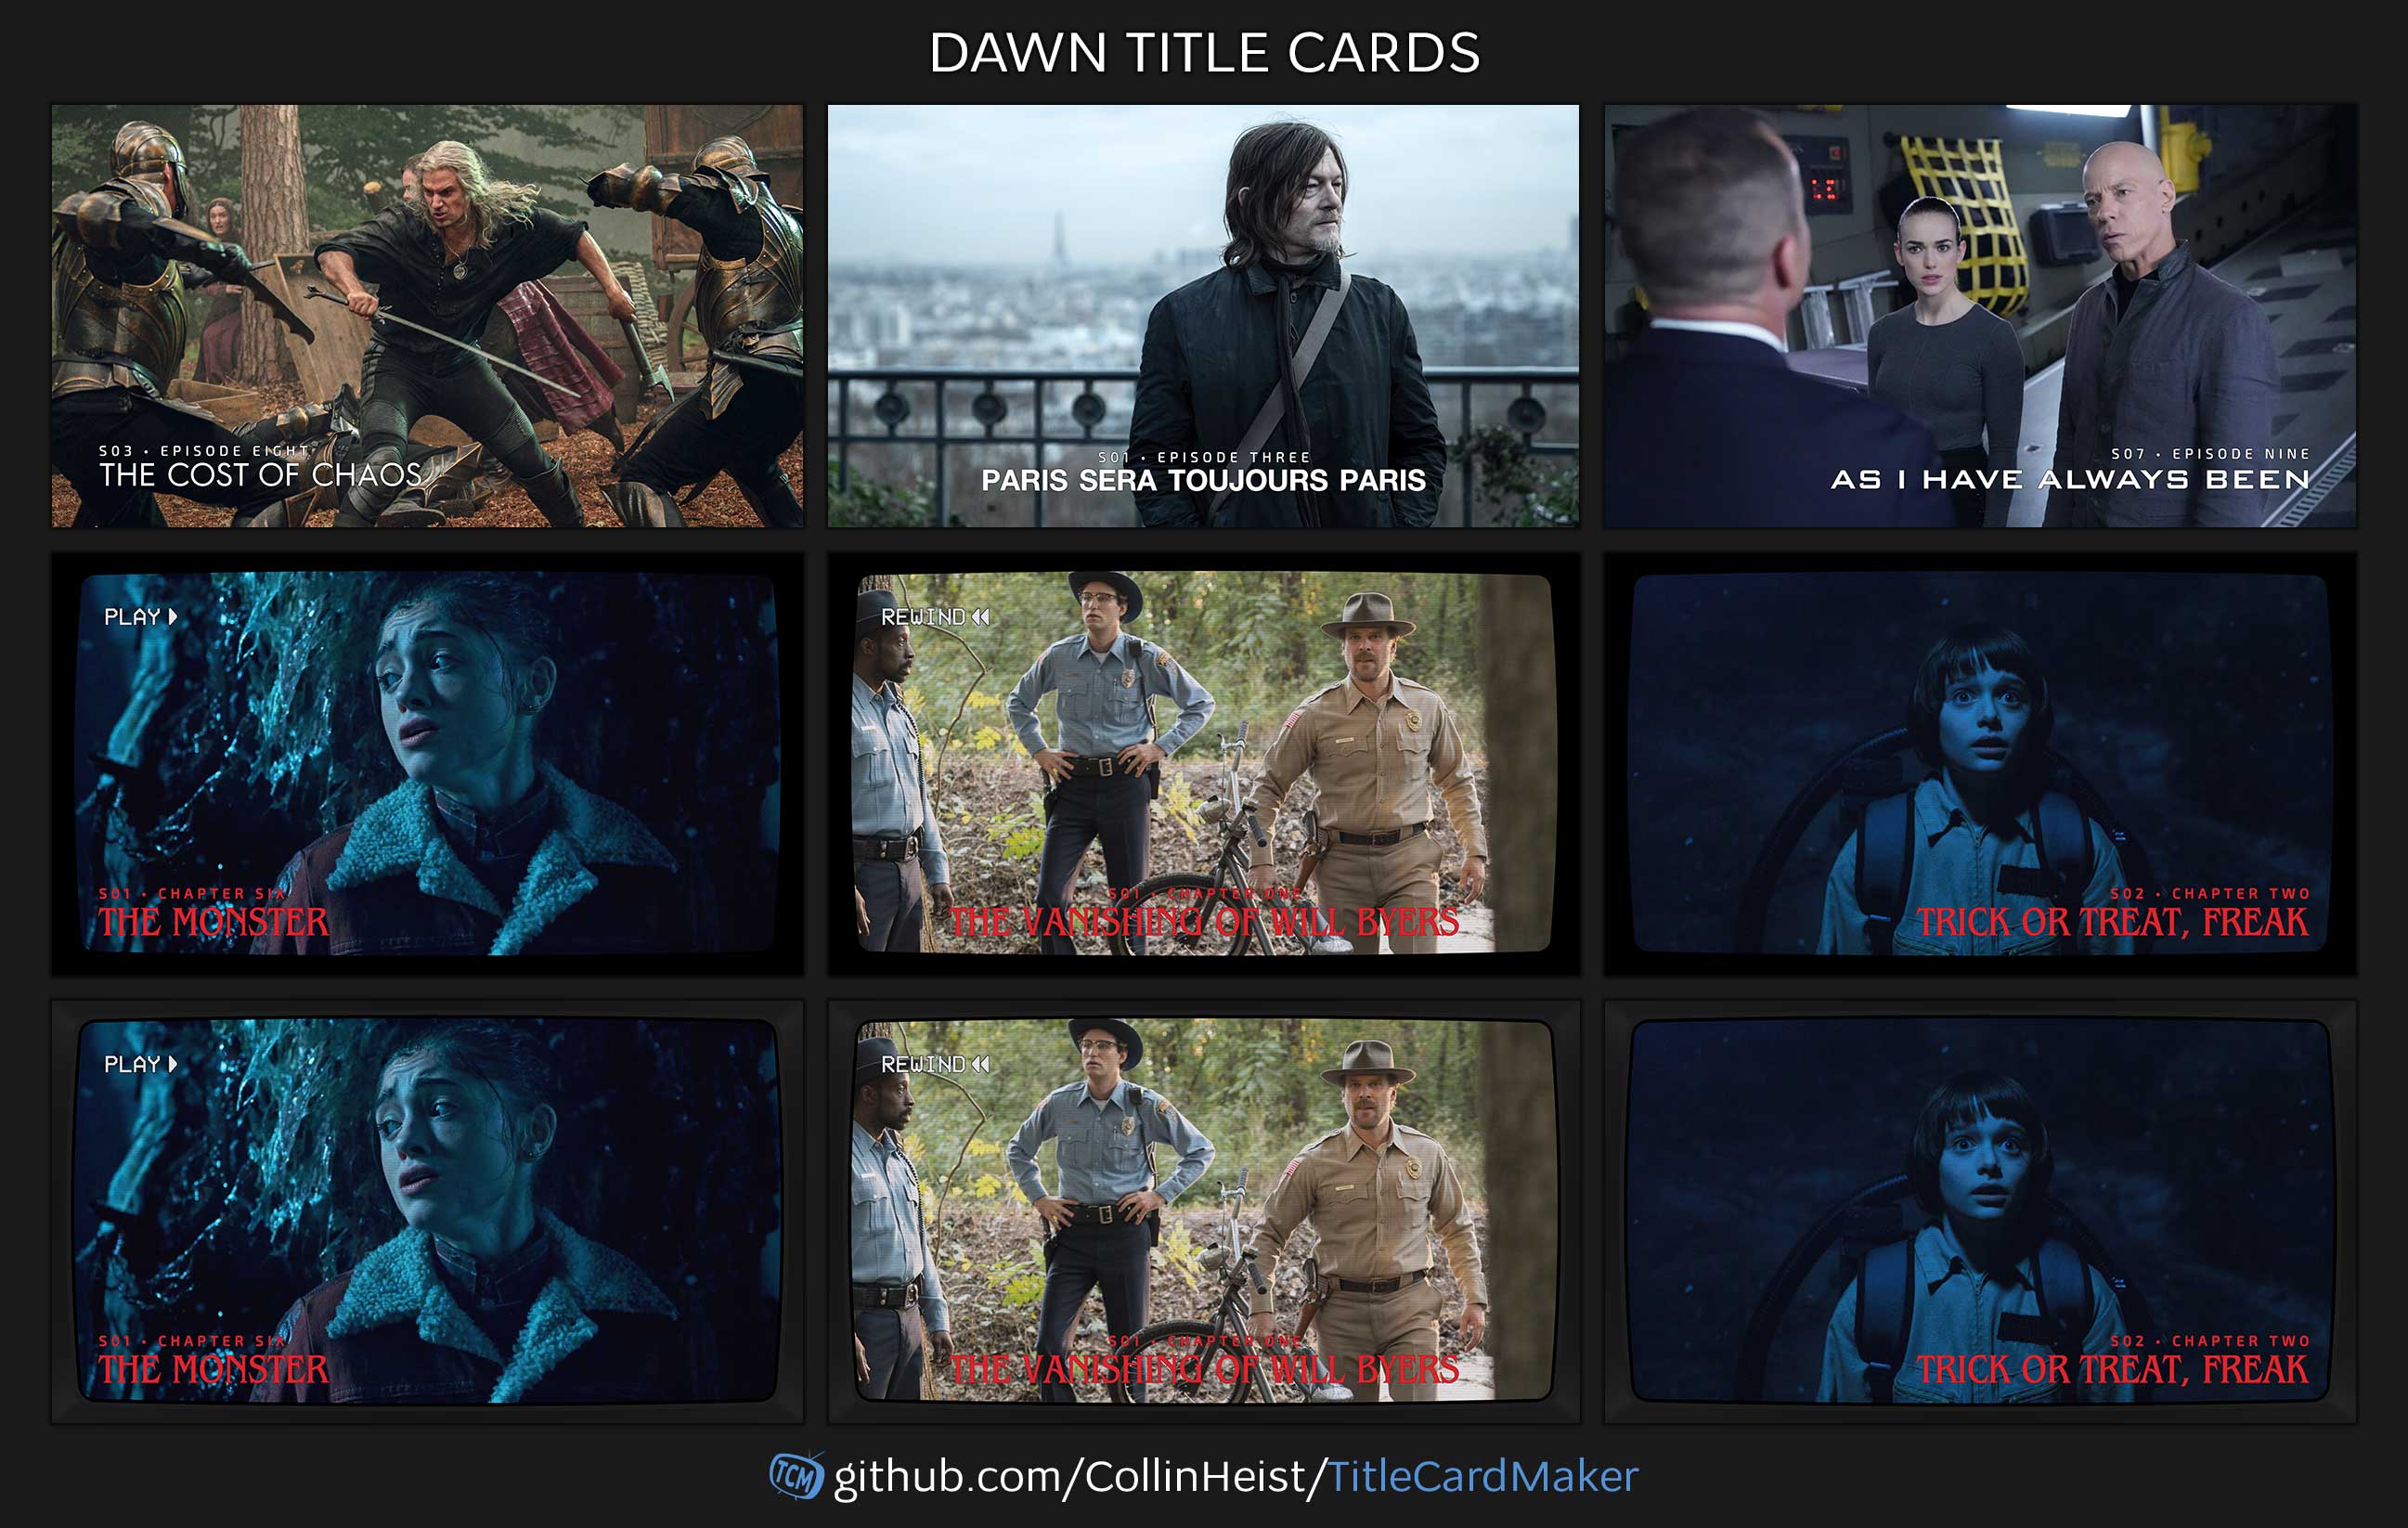 DAWN TITLE CARDS
S03 • EPISODE EIGHT
THE COST OF CHAOS
S01 • EPISODE THREE
PARIS SERA TOUJOURS PARIS
S07 • EPISODE NINE
AS I HAVE ALWAYS BEEN
PLAY
S01 • CHAPTER SIX
THE MONSTER
REWIND
S01 • CHAPTER ONE
THE VANISHING OF WILL BYERS
S02 • CHAPTER TWO
TRICK OR TREAT, FREAK
PLAY
S01 • CHAPTER SIX
THE MONSTER
REWIND
S01 • CHAPTER ONE
THE VANISHING OF WILL BYERS
S02 • CHAPTER TWO
TRICK OR TREAT, FREAK
TCM github.com/CollinHeist/TitleCardMaker